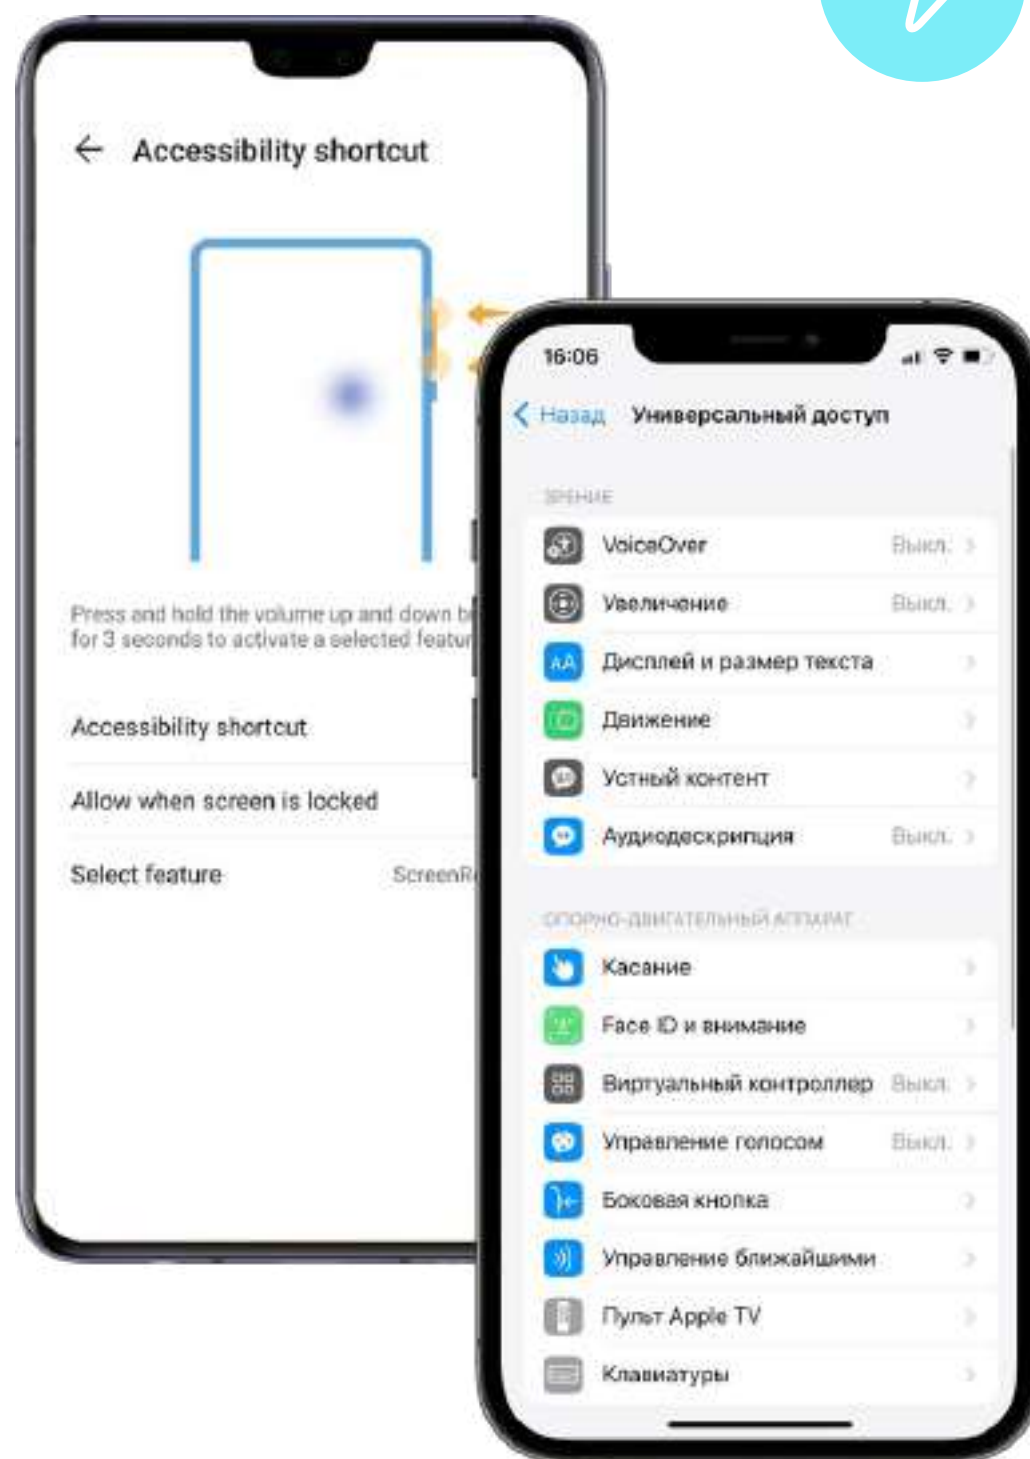 Accessibility shortcut
Press and hold the volume up and down
for 3 seconds to activate a selected
Accessibility shortcut
Allow when screen is locked
Select feature
16:06
Назад Универсальный доступ
ЗРЕНИЕ
VoiceOver Выкл.
Увеличение Выкл.
Дисплей и размер текста
Движение
Устный контент
Аудиодескрипция Выкл.
ОПОРНО-ДВИГАТЕЛЬНЫЙ АППАРАТ
Касание
Face ID и внимание
Виртуальный контроллер Выкл.
Управление голосом Выкл.
Боковая кнопка
Управление ближайшими
Пульт Apple TV
Клавиатуры